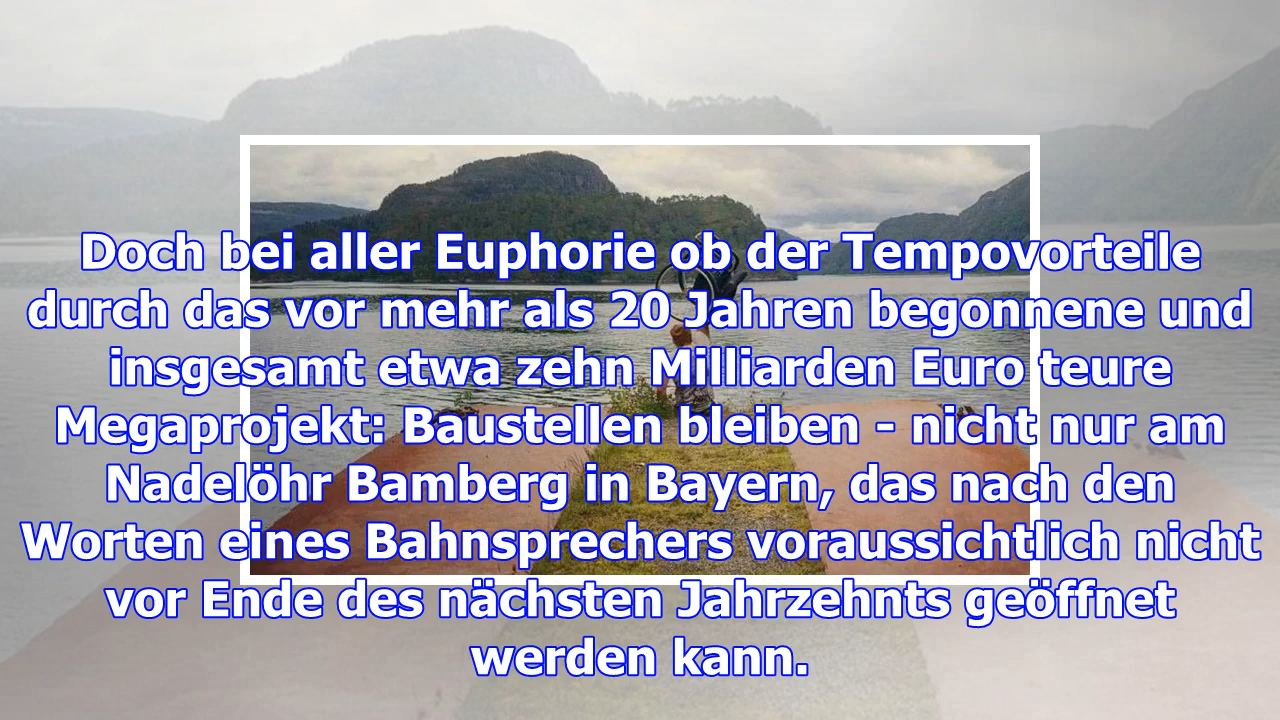 Doch bei aller Euphorie ob der Tempovorteile
durch das vor mehr als 20 Jahren begonnene und
insgesamt etwa zehn Milliarden Euro teure
Megaprojekt: Baustellen bleiben - nicht nur am
Nadelöhr Bamberg in Bayern, das nach den
Worten eines Bahnsprechers voraussichtlich nicht
vor Ende des nächsten Jahrzehnts geöffnet
werden kann.